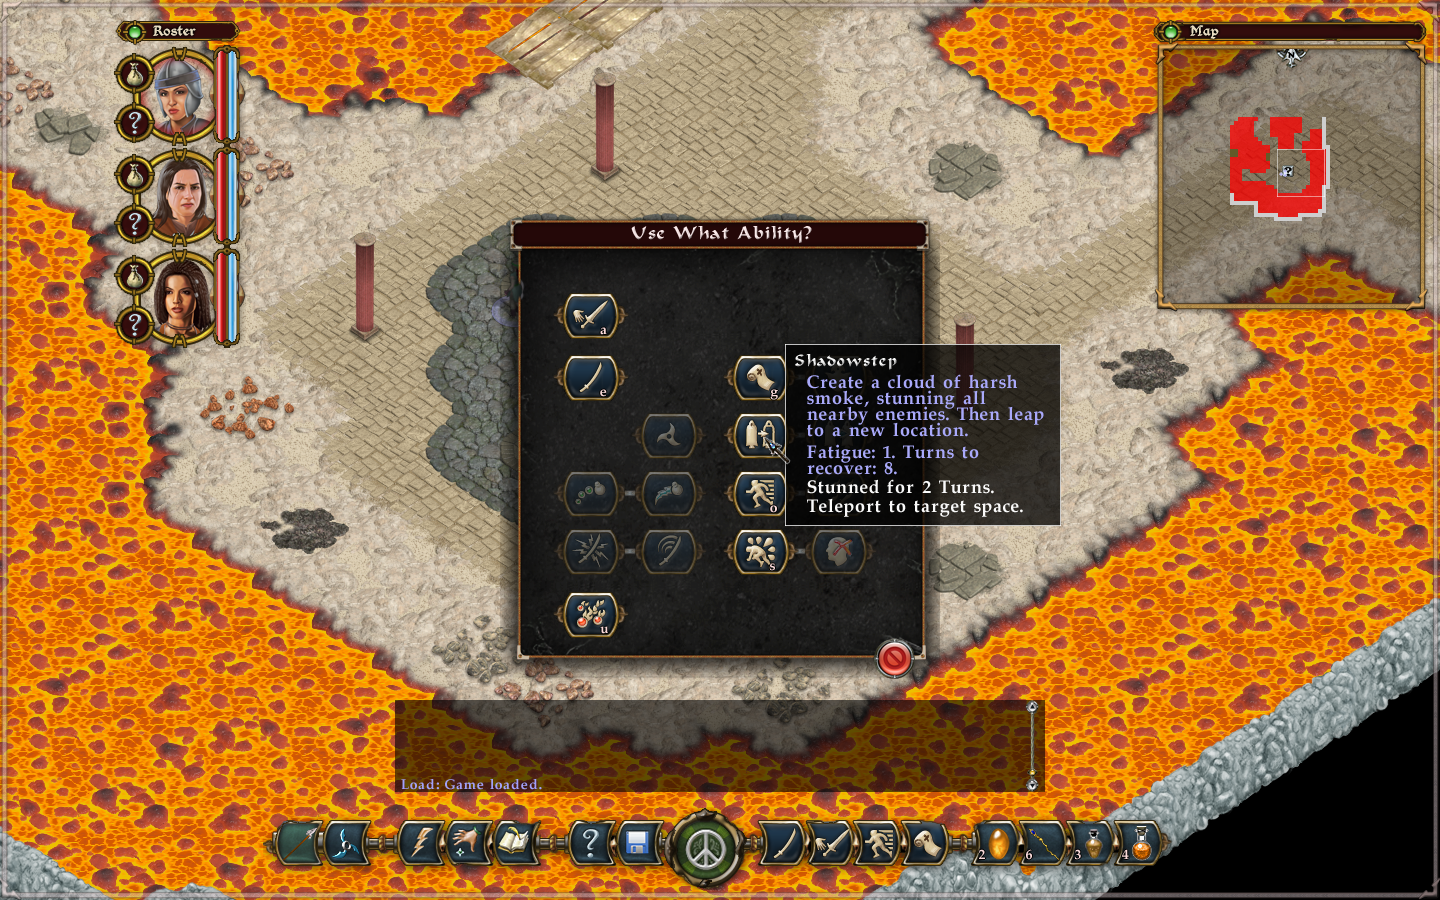 Roster
Map
N
?
?
?
Use What Ability?
a
e
g
o
s
u
Shadowstep
Create a cloud of harsh
smoke, stunning all
nearby enemies. Then leap
to a new location.
Fatigue: 1. Turns to
recover: 8.
Stunned for 2 Turns.
Teleport to target space.
Load: Game loaded.
?
2
6
3
4